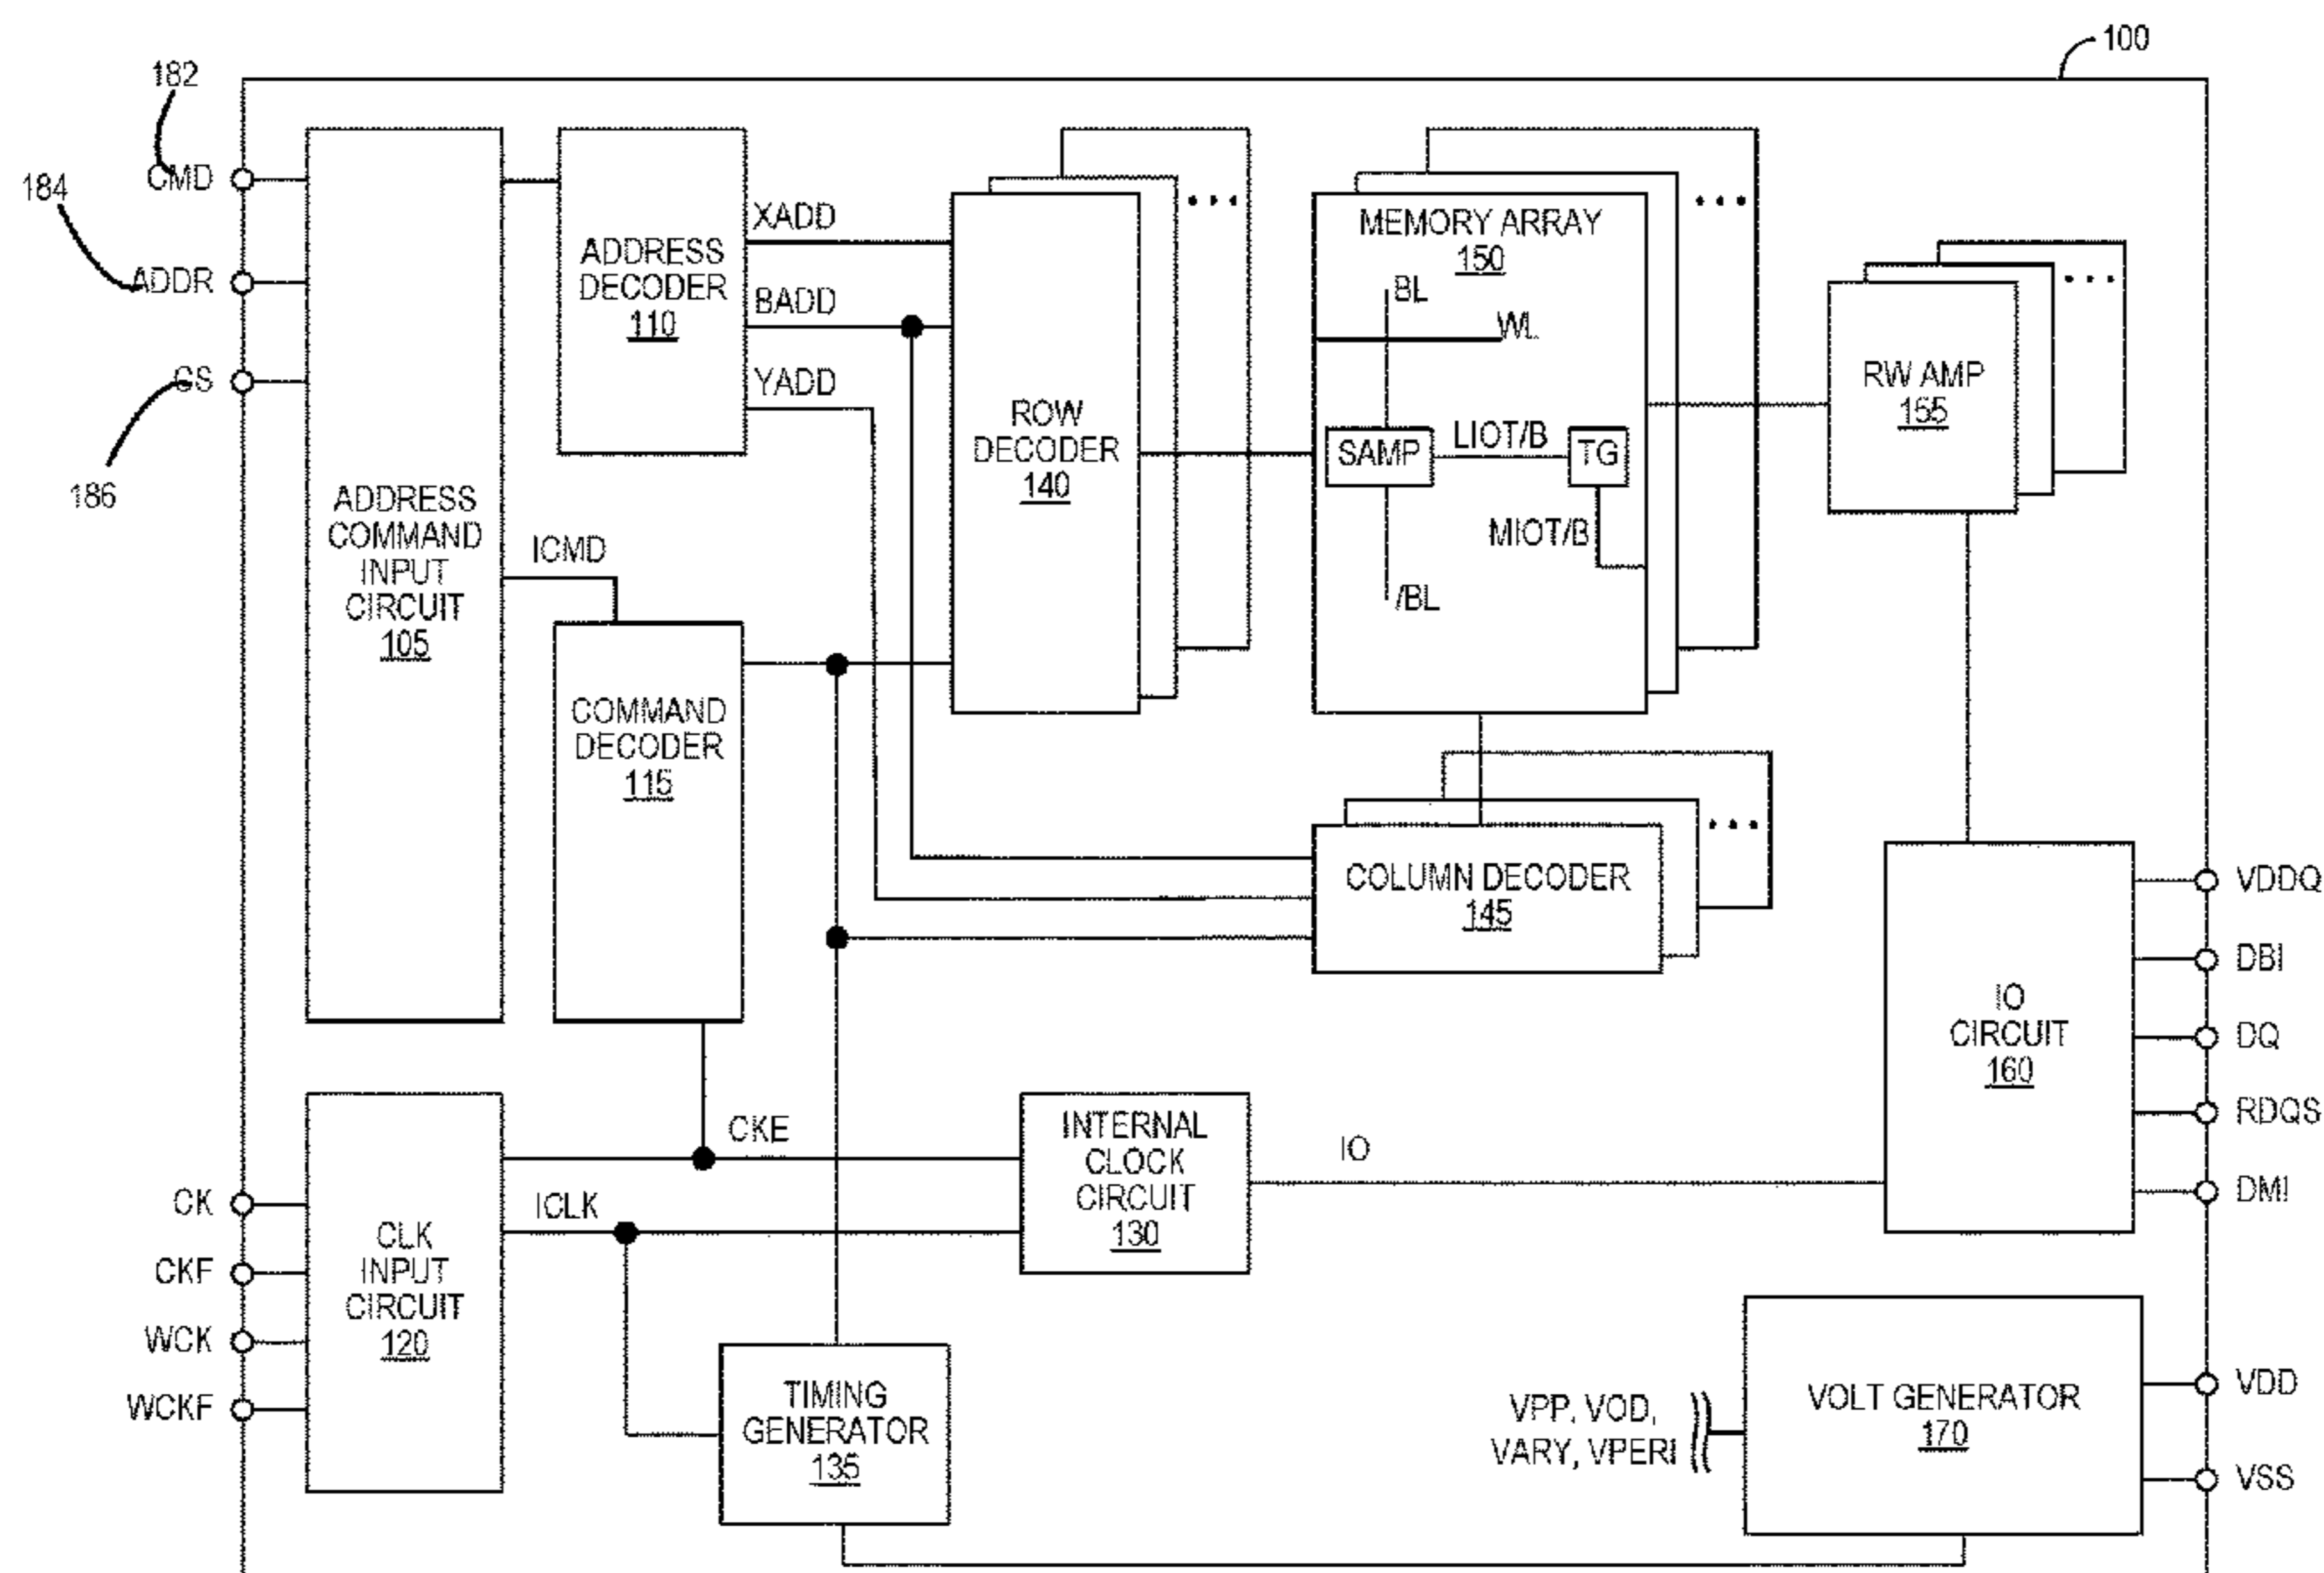 100
182
CMD
184
ADDR
CS
186
ADDRESS
COMMAND
INPUT
CIRCUIT
105
ADDRESS
DECODER
110
XADD
BADD
YADD
ICMD
COMMAND
DECODER
115
ROW
DECODER
140
...
MEMORY ARRAY
150
BL
WL
SAMP
LIOT/B
TG
MIOT/B
/BL
...
RW AMP
155
...
COLUMN DECODER
145
...
IO
CIRCUIT
160
VDDQ
DBI
DQ
RDQS
DMI
CKE
ICLK
INTERNAL
CLOCK
CIRCUIT
130
IO
CK
CKF
WCK
WCKF
CLK
INPUT
CIRCUIT
120
TIMING
GENERATOR
135
VPP, VOD,
VARY, VPERI
VOLT GENERATOR
170
VDD
VSS